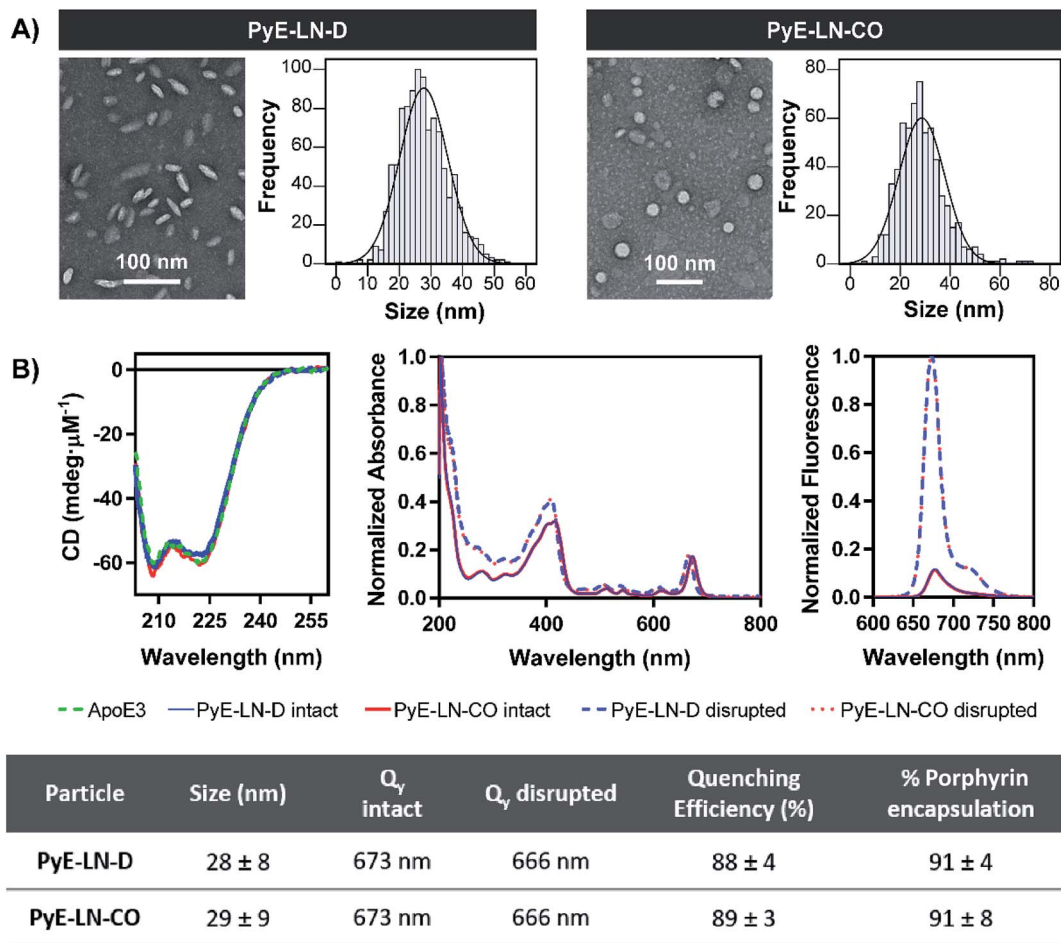 A)
PyE-LN-D
PyE-LN-CO
100 nm
Frequency
100
80
60
40
20
0
0 10 20 30 40 50 60
Size (nm)
100 nm
Frequency
80
60
40
20
0
0 20 40 60 80
Size (nm)
B)
CD (mdeg·µM⁻¹)
0
-20
-40
-60
210 225 240 255
Wavelength (nm)
Normalized Absorbance
1.0
0.8
0.6
0.4
0.2
0.0
200 400 600 800
Wavelength (nm)
Normalized Fluorescence
1.0
0.8
0.6
0.4
0.2
0.0
600 650 700 750 800
Wavelength (nm)
ApoE3 PyE-LN-D intact PyE-LN-CO intact PyE-LN-D disrupted PyE-LN-CO disrupted
Particle Size (nm) Qy intact Qy disrupted Quenching Efficiency (%) % Porphyrin encapsulation
PyE-LN-D 28 ± 8 673 nm 666 nm 88 ± 4 91 ± 4
PyE-LN-CO 29 ± 9 673 nm 666 nm 89 ± 3 91 ± 8